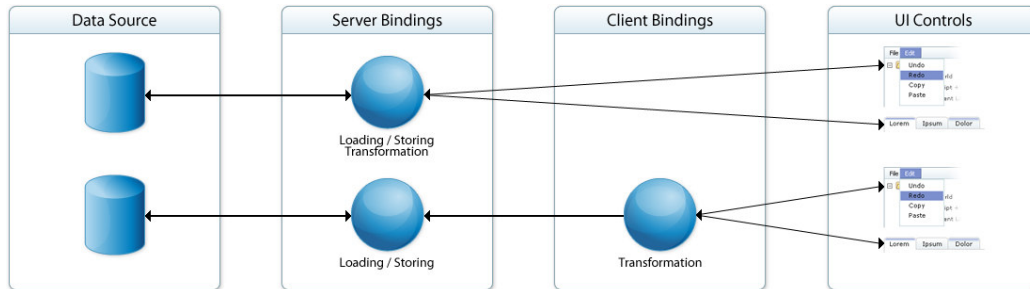 Data Source
Server Bindings
Client Bindings
UI Controls
Loading / Storing
Transformation
File Edit
Undo
Redo
Copy
Paste
Lorem Ipsum Dolor
Loading / Storing
Transformation
File Edit
Undo
Redo
Copy
Paste
Lorem Ipsum Dolor